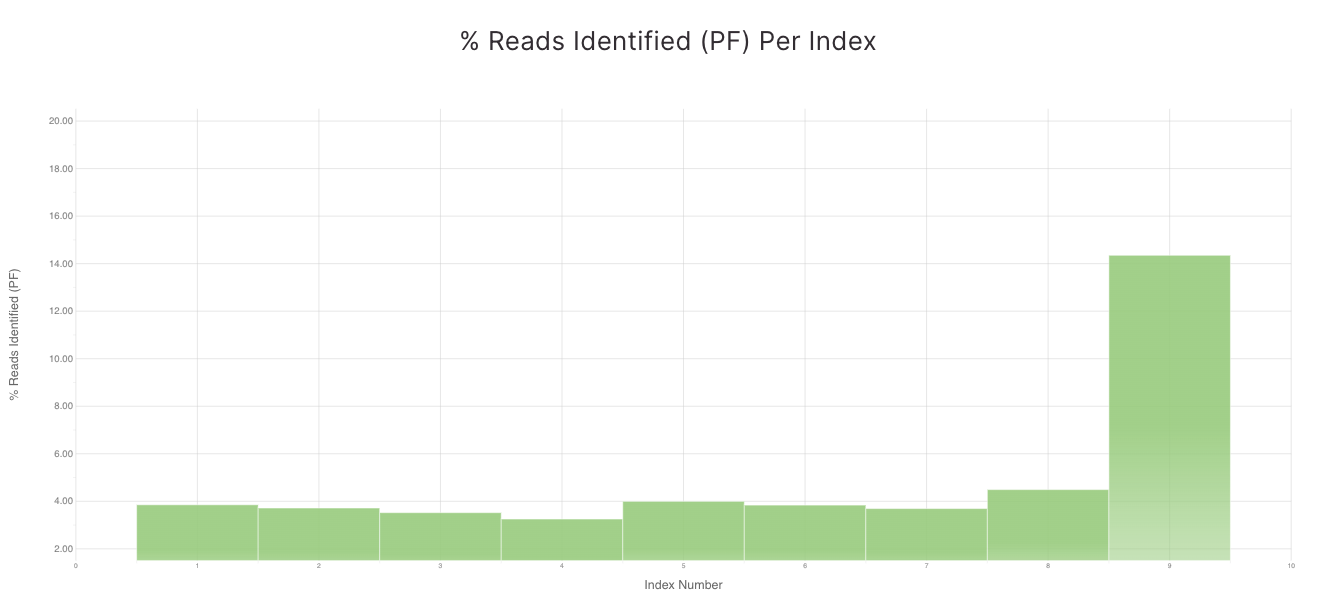 % Reads Identified (PF) Per Index
20.00
18.00
16.00
14.00
12.00
10.00
8.00
6.00
4.00
2.00
% Reads Identified (PF)
0 1 2 3 4 5 6 7 8 9 10
Index Number